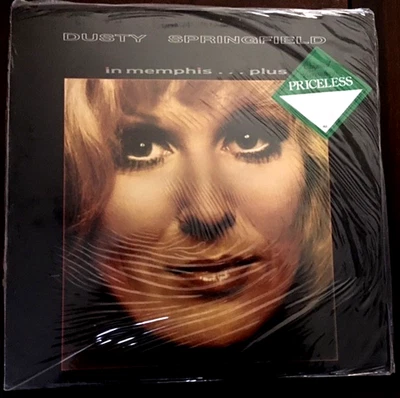 DUSTY SPRINGFIELD
in memphis . . . plus
PRICELESS